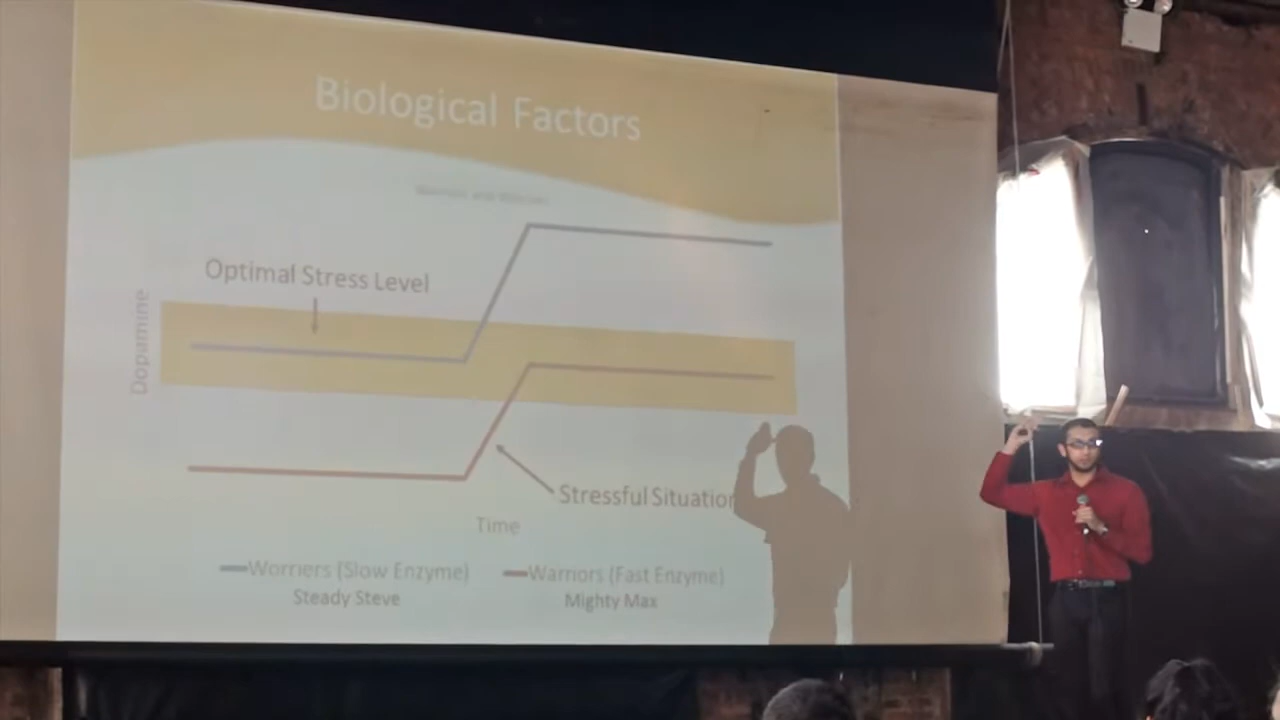 Biological Factors
Optimal Stress Level
Dopamine
Stressful Situation
Time
Worriers (Slow Enzyme)
Warriors (Fast Enzyme)
Steady Steve
Mighty Max